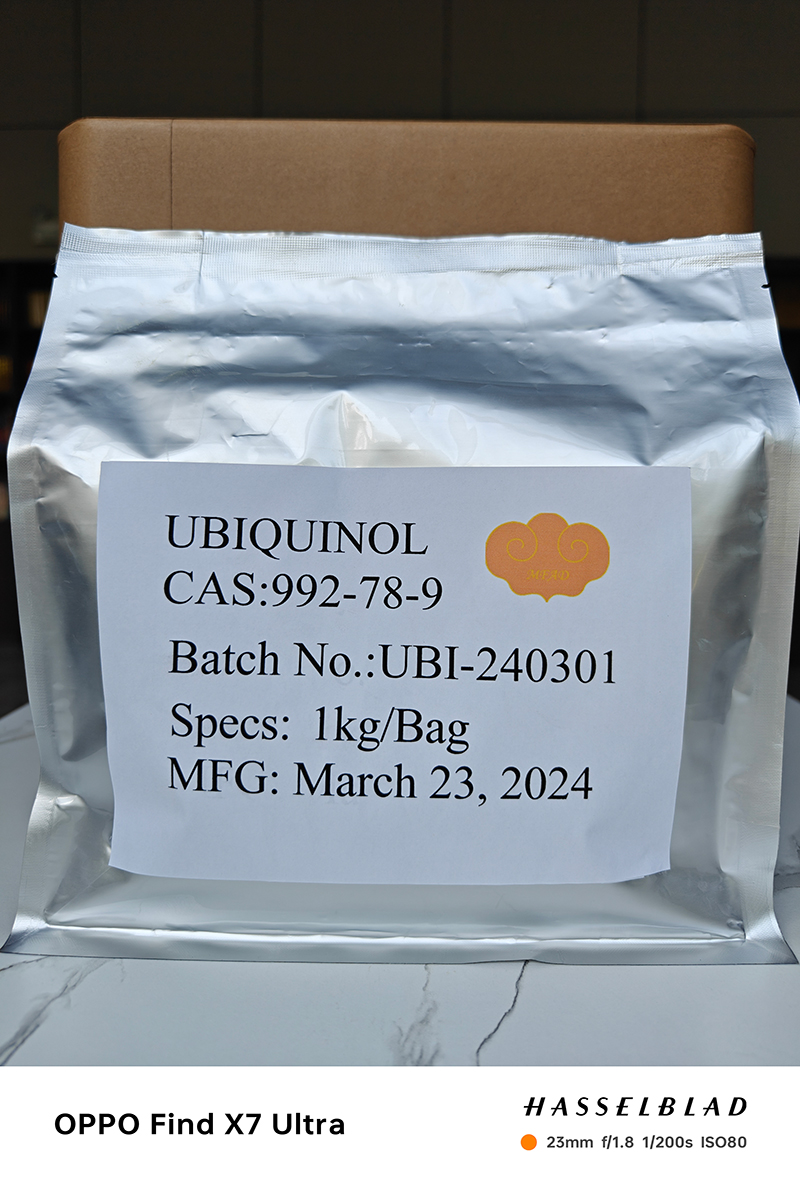 UBIQUINOL
CAS:992-78-9
MLAD
Batch No.:UBI-240301
Specs: 1kg/Bag
MFG: March 23, 2024
OPPO Find X7 Ultra
HASSELBLAD
23mm f/1.8 1/200s ISO80